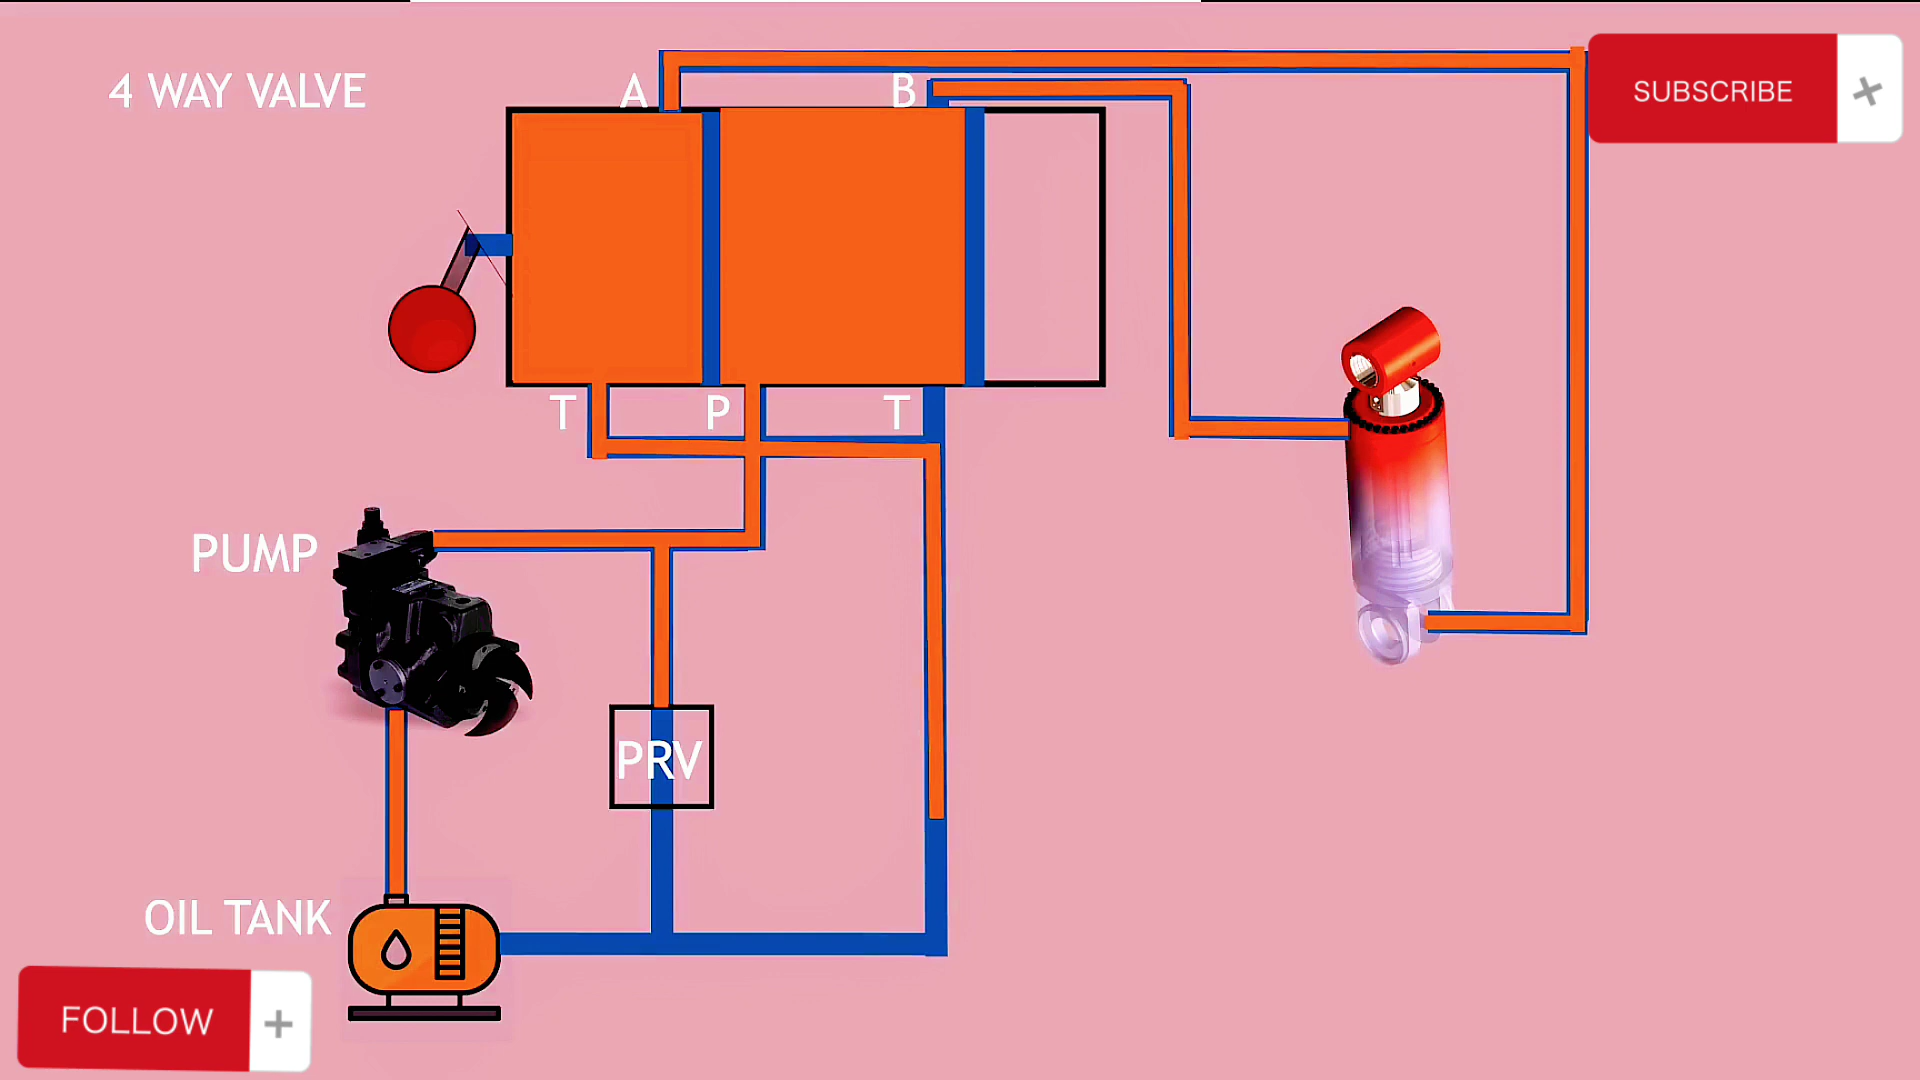 4 WAY VALVE
A
B
SUBSCRIBE
T
P
T
PUMP
PRV
OIL TANK
FOLLOW